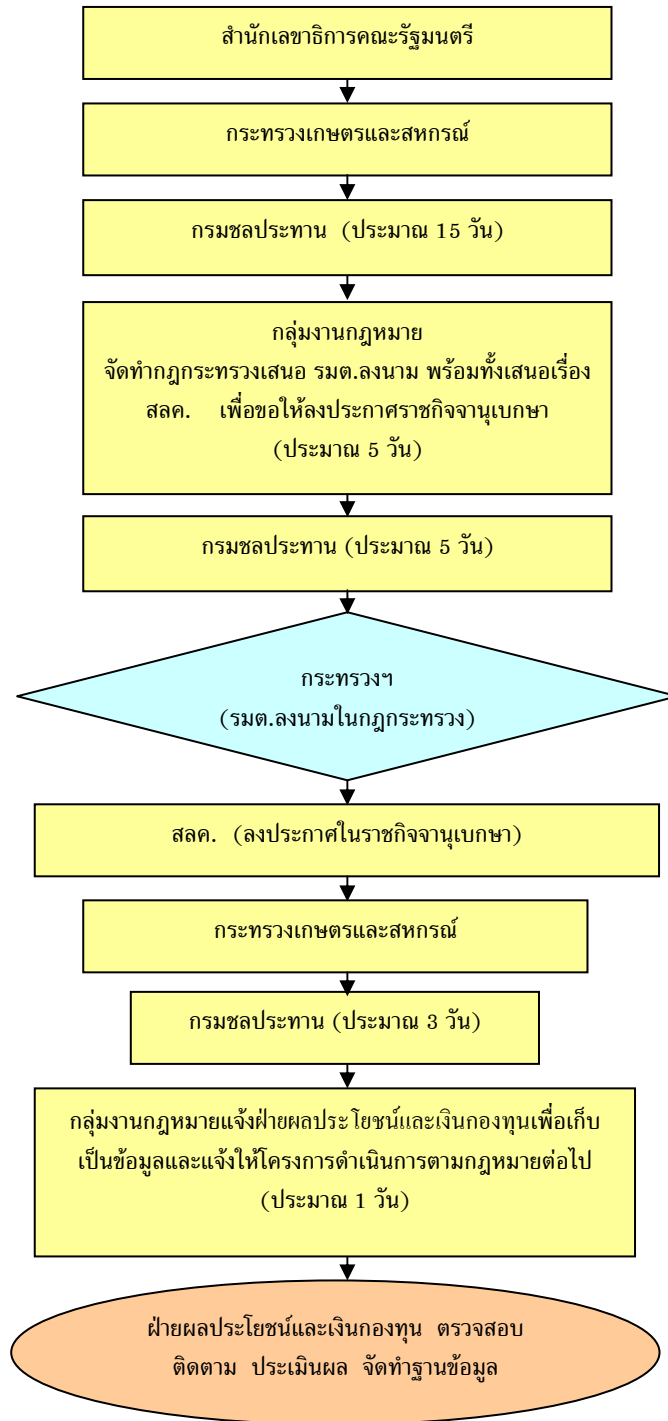 สำนักเลขาธิการคณะรัฐมนตรี
กระทรวงเกษตรและสหกรณ์
กรมชลประทาน (ประมาณ 15 วัน)
กลุ่มงานกฎหมาย
จัดทำกฎกระทรวงเสนอ รมต.ลงนาม พร้อมทั้งเสนอเรื่อง
สลค. เพื่อขอให้ลงประกาศราชกิจจานุเบกษา
(ประมาณ 5 วัน)
กรมชลประทาน (ประมาณ 5 วัน)
กระทรวงฯ
(รมต.ลงนามในกฎกระทรวง)
สลค. (ลงประกาศในราชกิจจานุเบกษา)
กระทรวงเกษตรและสหกรณ์
กรมชลประทาน (ประมาณ 3 วัน)
กลุ่มงานกฎหมายแจ้งฝ่ายผลประโยชน์และเงินกองทุนเพื่อเก็บ
เป็นข้อมูลและแจ้งให้โครงการดำเนินการตามกฎหมายต่อไป
(ประมาณ 1 วัน)
ฝ่ายผลประโยชน์และเงินกองทุน ตรวจสอบ
ติดตาม ประเมินผล จัดทำฐานข้อมูล